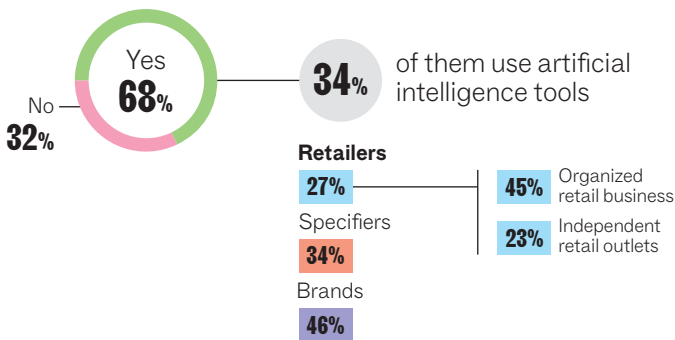 Yes
68%
No
32%
34%
of them use artificial
intelligence tools
Retailers
27%
45%
Organized
retail business
23%
Independent
retail outlets
Specifiers
34%
Brands
46%